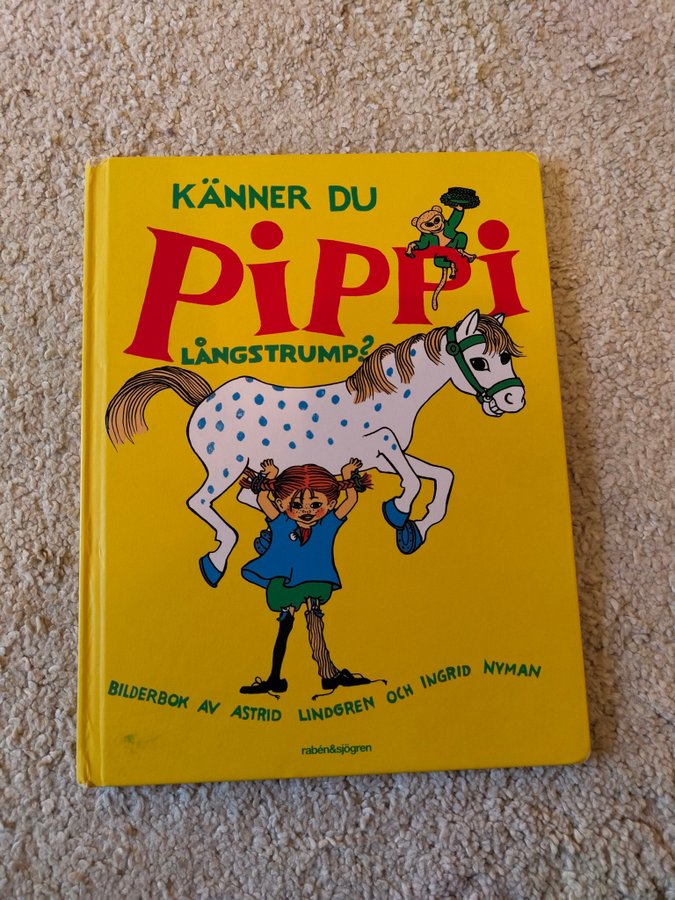 KÄNNER DU
PiPPi
LÅNGSTRUMP?
BILDERBOK AV ASTRID LINDGREN OCH INGRID NYMAN
rabén&sjögren